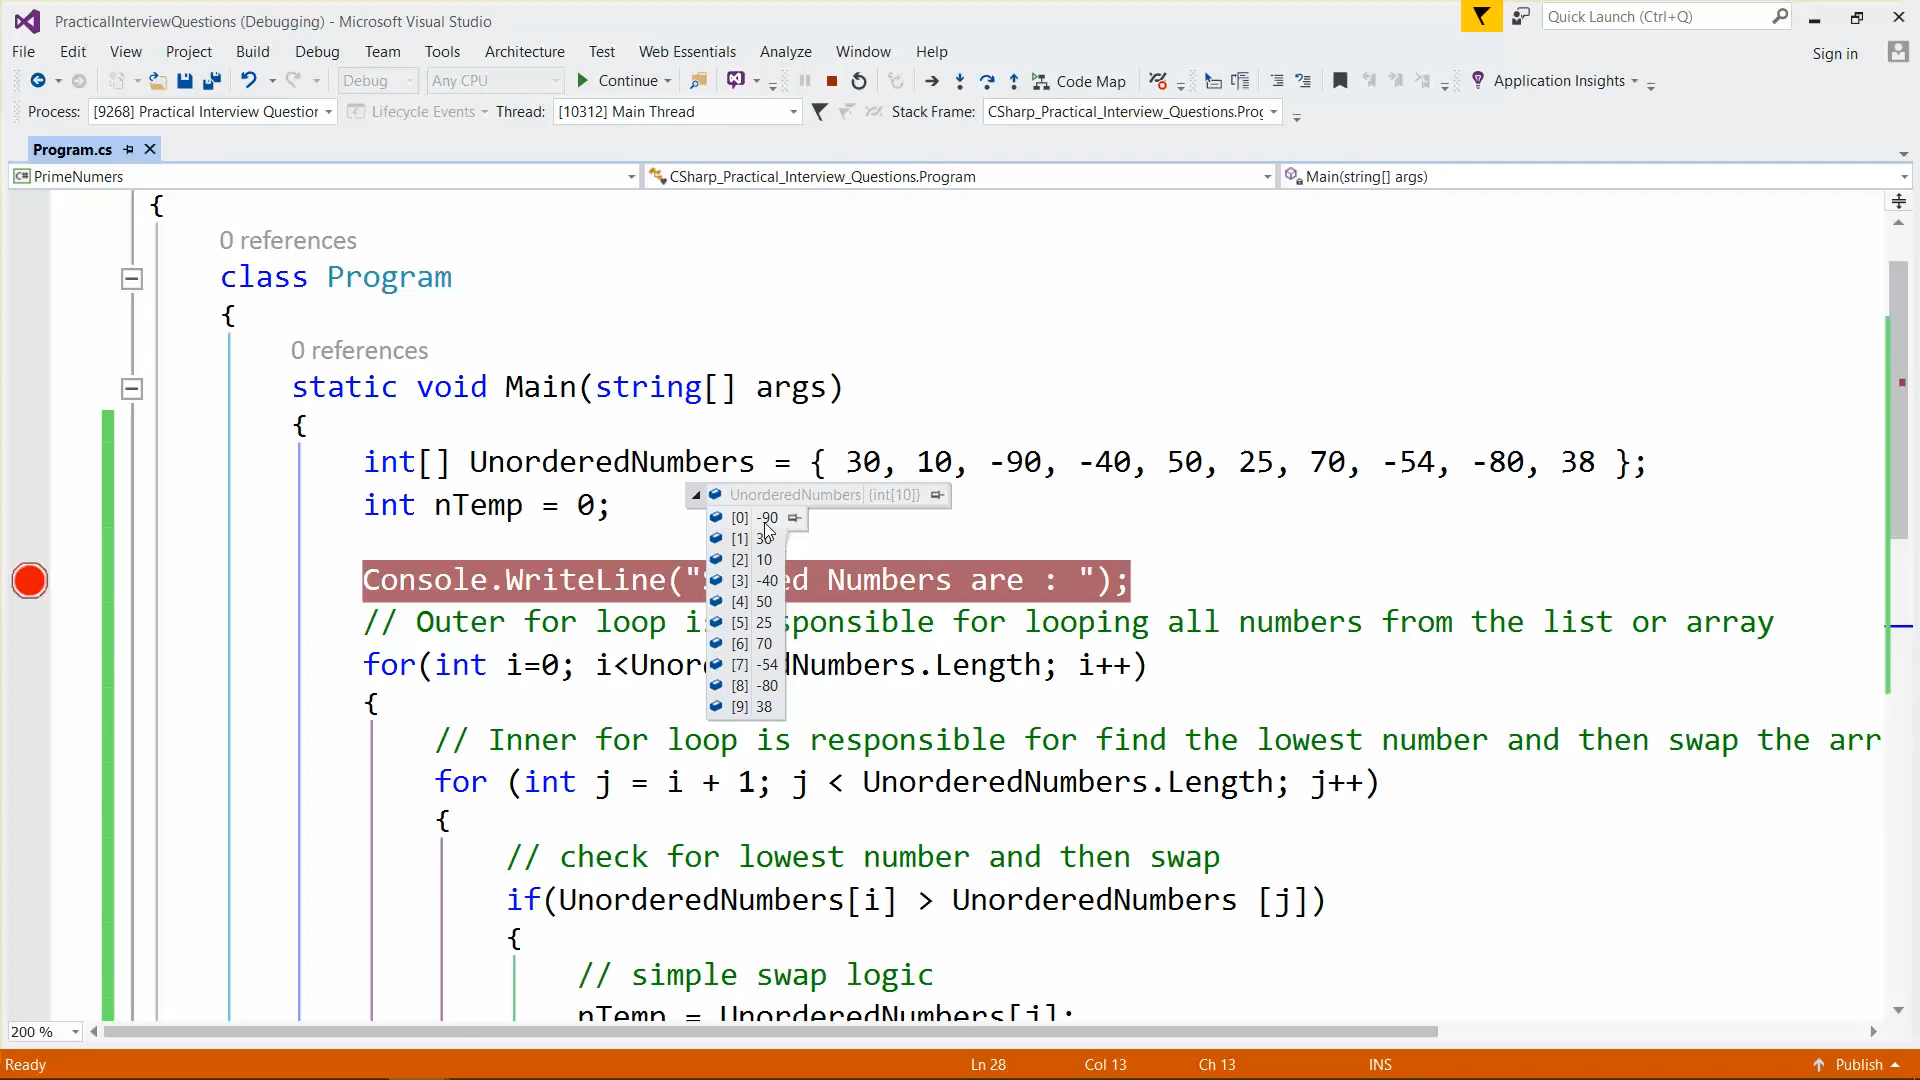 PracticalInterviewQuestions (Debugging) - Microsoft Visual Studio
Quick Launch (Ctrl+Q)
File Edit View Project Build Debug Team Tools Architecture Test Web Essentials Analyze Window Help
Sign in
Debug Any CPU Continue Code Map Application Insights
Process: [9268] Practical Interview Question Lifecycle Events Thread: [10312] Main Thread Stack Frame: CSharp_Practical_Interview_Questions.Prog
Program.cs
PrimeNumers CSharp_Practical_Interview_Questions.Program Main(string[] args)
{
0 references
class Program
{
0 references
static void Main(string[] args)
{
int[] UnorderedNumbers = { 30, 10, -90, -40, 50, 25, 70, -54, -80, 38 };
UnorderedNumbers {int[10]}
int nTemp = 0;
[0] -90
[1] 30
[2] 10
[3] -40
[4] 50
[5] 25
[6] 70
[7] -54
[8] -80
[9] 38
Console.WriteLine(" ed Numbers are : ");
// Outer for loop i sponsible for looping all numbers from the list or array
for(int i=0; i<Unor dNumbers.Length; i++)
{
// Inner for loop is responsible for find the lowest number and then swap the arr
for (int j = i + 1; j < UnorderedNumbers.Length; j++)
{
// check for lowest number and then swap
if(UnorderedNumbers[i] > UnorderedNumbers [j])
{
// simple swap logic
nTemp = UnorderedNumbers[j];
200 %
Ready Ln 28 Col 13 Ch 13 INS Publish